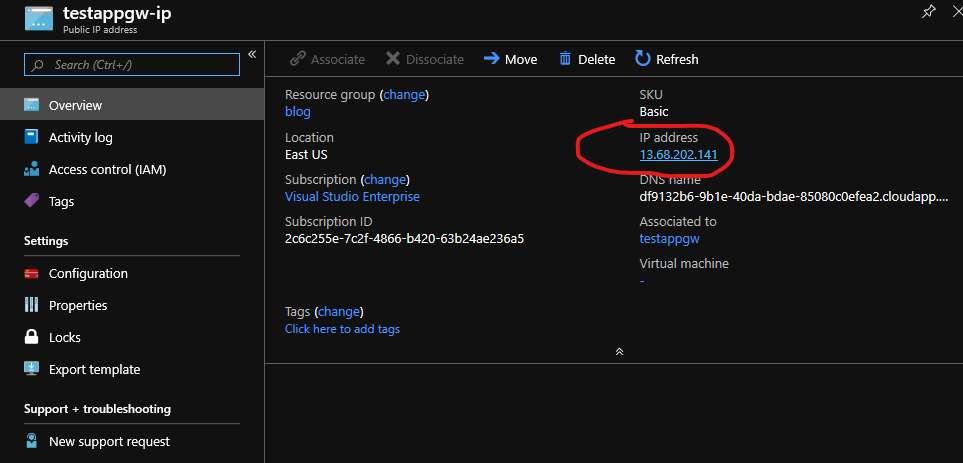 testappgw-ip
Public IP address
Search (Ctrl+/)
«
Overview
Activity log
Access control (IAM)
Tags
Settings
Configuration
Properties
Locks
Export template
Support + troubleshooting
New support request
Associate Dissociate Move Delete Refresh
Resource group (change)
blog
Location
East US
Subscription (change)
Visual Studio Enterprise
Subscription ID
2c6c255e-7c2f-4866-b420-63b24ae236a5
SKU
Basic
IP address
13.68.202.141
DNS name
df9132b6-9b1e-40da-bdae-85080c0efea2.cloudapp....
Associated to
testappgw
Virtual machine
-
Tags (change)
Click here to add tags